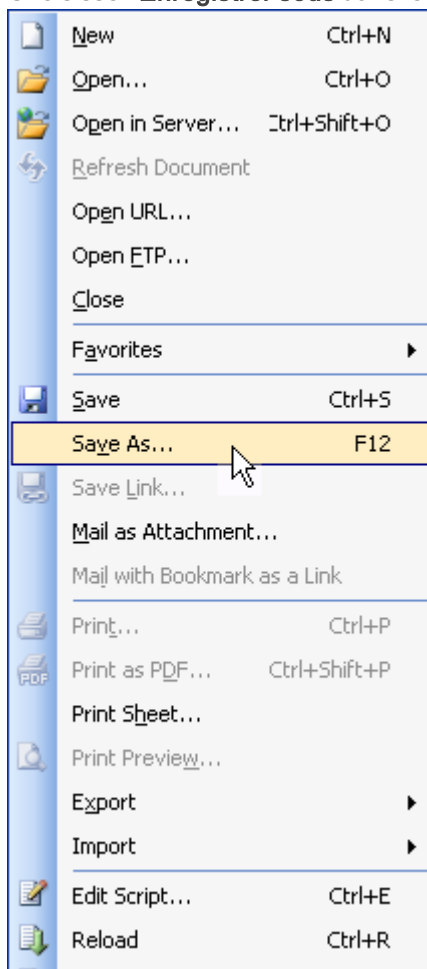 New Ctrl+N
Open... Ctrl+O
Open in Server... Ctrl+Shift+O
Refresh Document
Open URL...
Open FTP...
Close
Favorites
Save Ctrl+S
Save As... F12
Save Link...
Mail as Attachment...
Mail with Bookmark as a Link
Print... Ctrl+P
Print as PDF... Ctrl+Shift+P
PDF
Print Sheet...
Print Preview...
Export
Import
Edit Script... Ctrl+E
Reload Ctrl+R